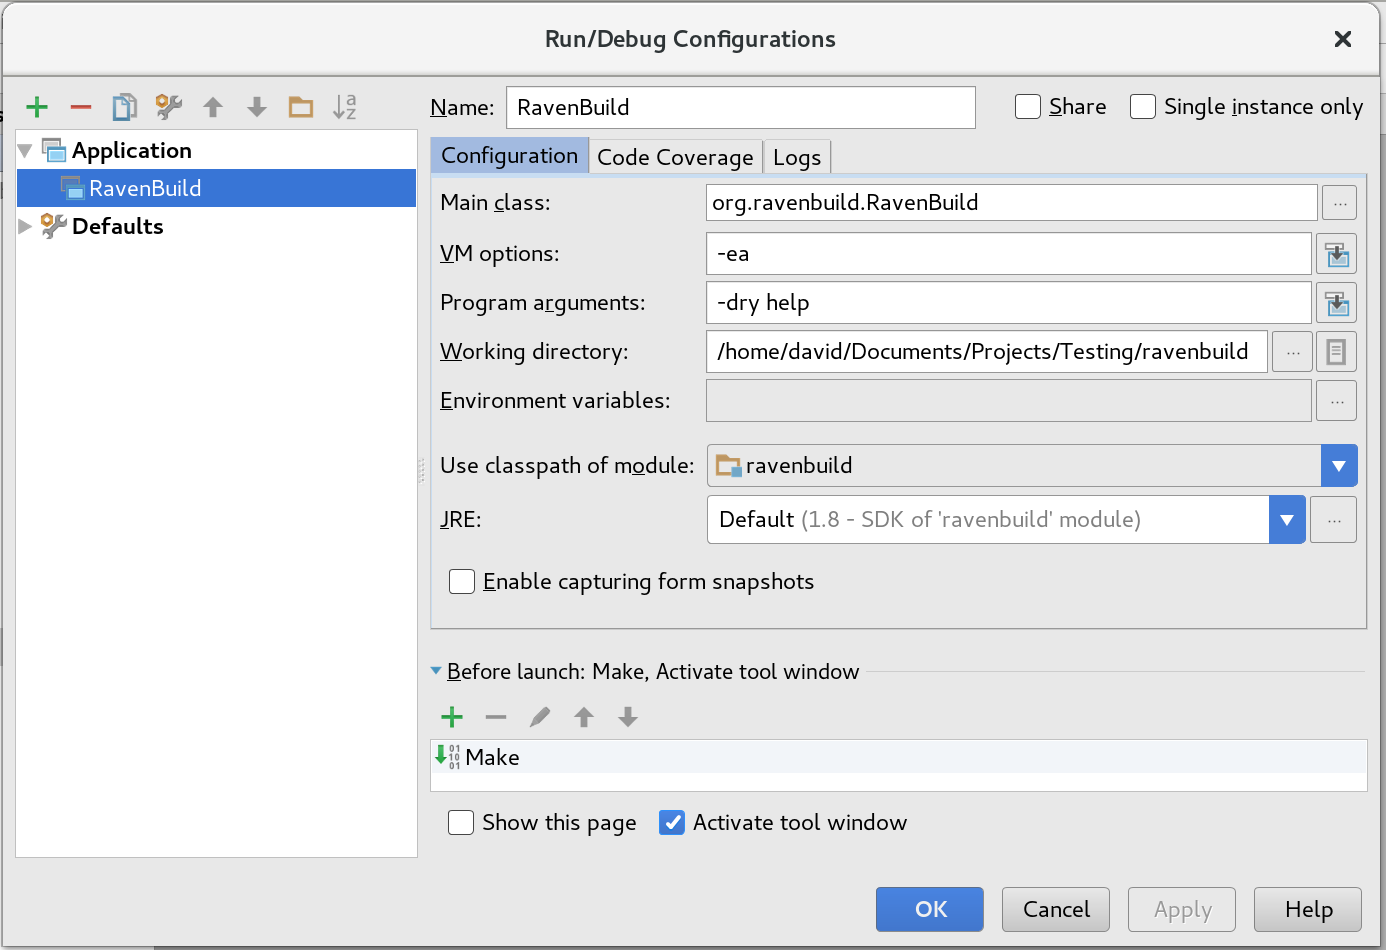 Run/Debug Configurations
Name: RavenBuild Share Single instance only
Application
RavenBuild
Defaults
Configuration Code Coverage Logs
Main class: org.ravenbuild.RavenBuild ...
VM options: -ea
Program arguments: -dry help
Working directory: /home/david/Documents/Projects/Testing/ravenbuild ...
Environment variables: ...
Use classpath of module: ravenbuild
JRE: Default (1.8 - SDK of 'ravenbuild' module) ...
Enable capturing form snapshots
Before launch: Make, Activate tool window
Make
Show this page Activate tool window
OK Cancel Apply Help